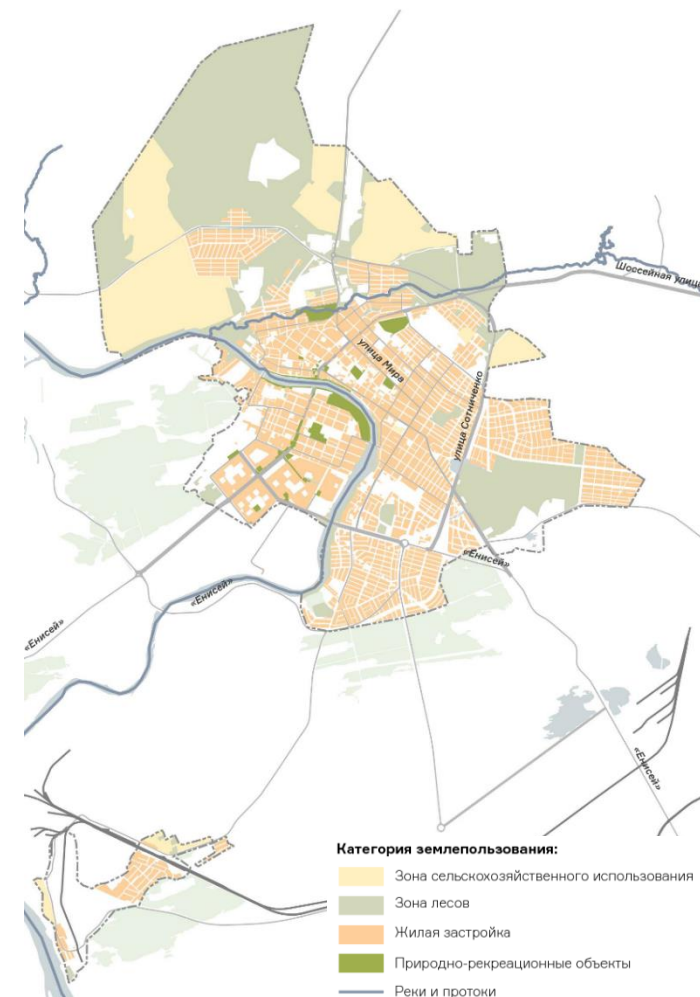 Шоссейная улица
улица Мира
улица Сотниченко
«Енисей»
«Енисей»
«Енисей»
«Енисей»
Категория землепользования:
Зона сельскохозяйственного использования
Зона лесов
Жилая застройка
Природно-рекреационные объекты
Реки и протоки